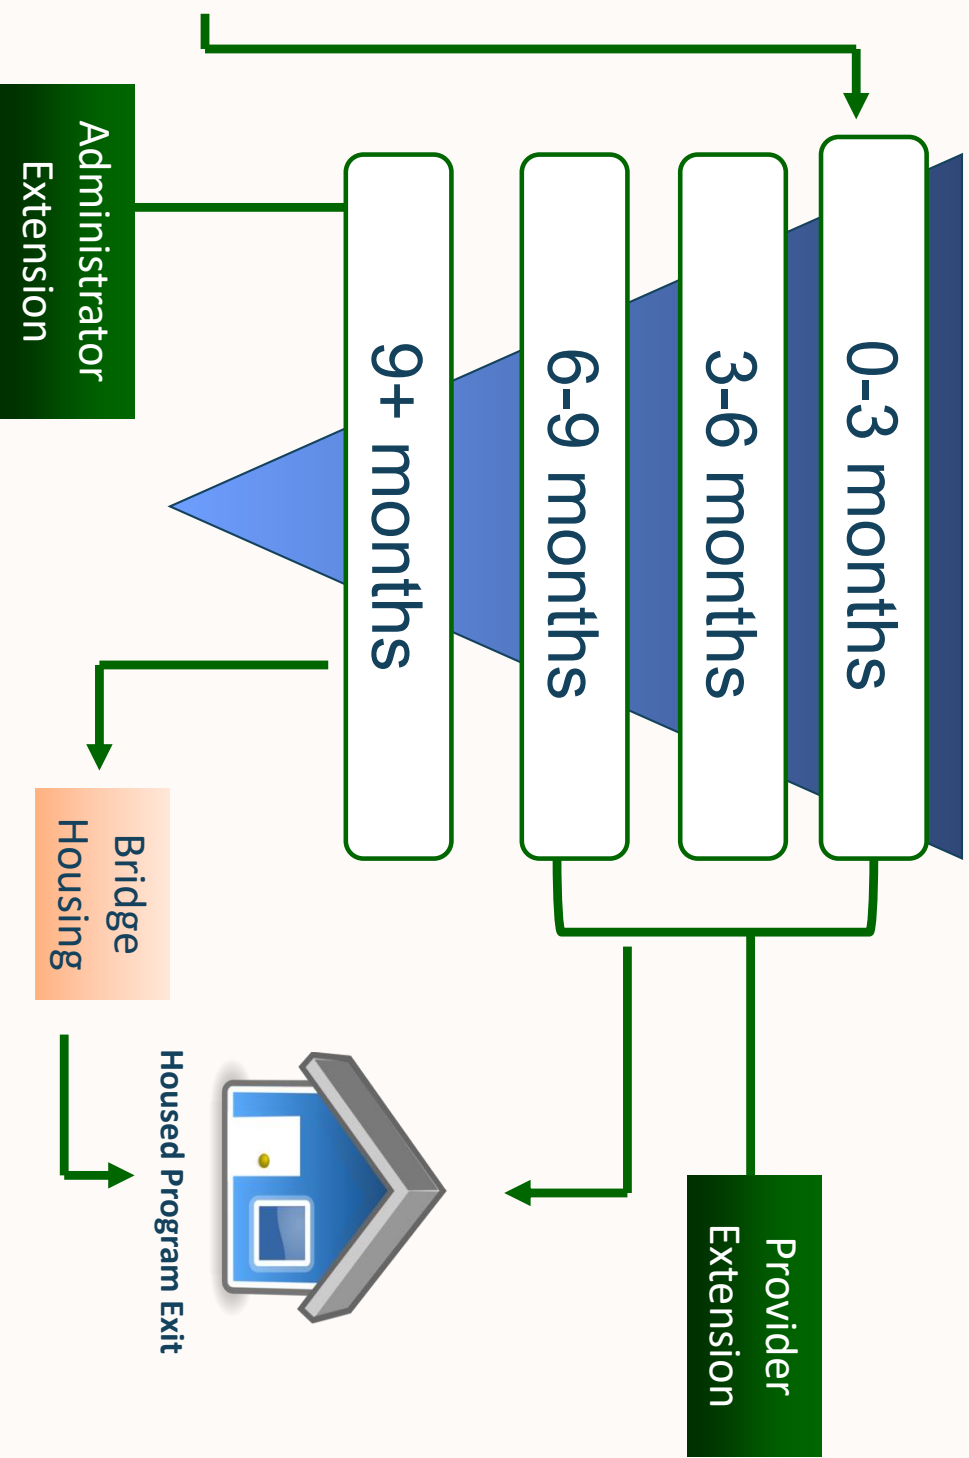 0-3 months
3-6 months
6-9 months
9+ months
Provider
Extension
Administrator
Extension
Bridge
Housing
Housed Program Exit